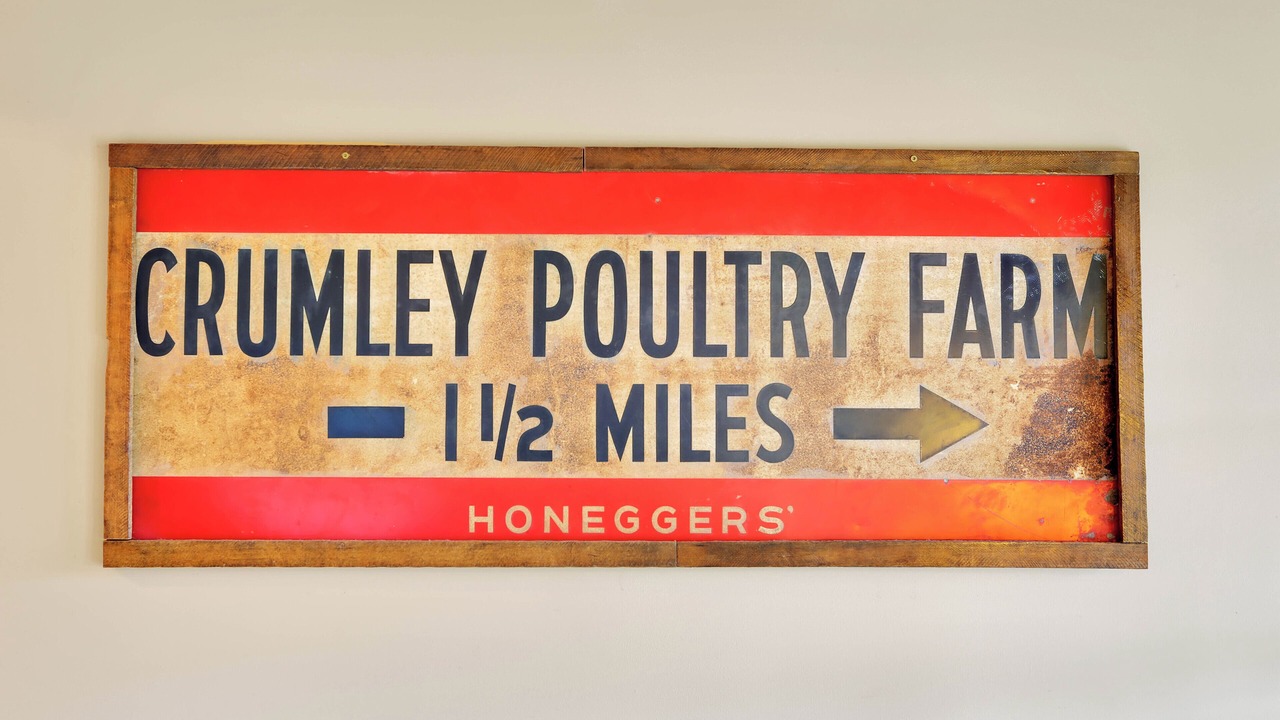 CRUMLEY POULTRY FARM
1 1/2 MILES
HONEGGERS'